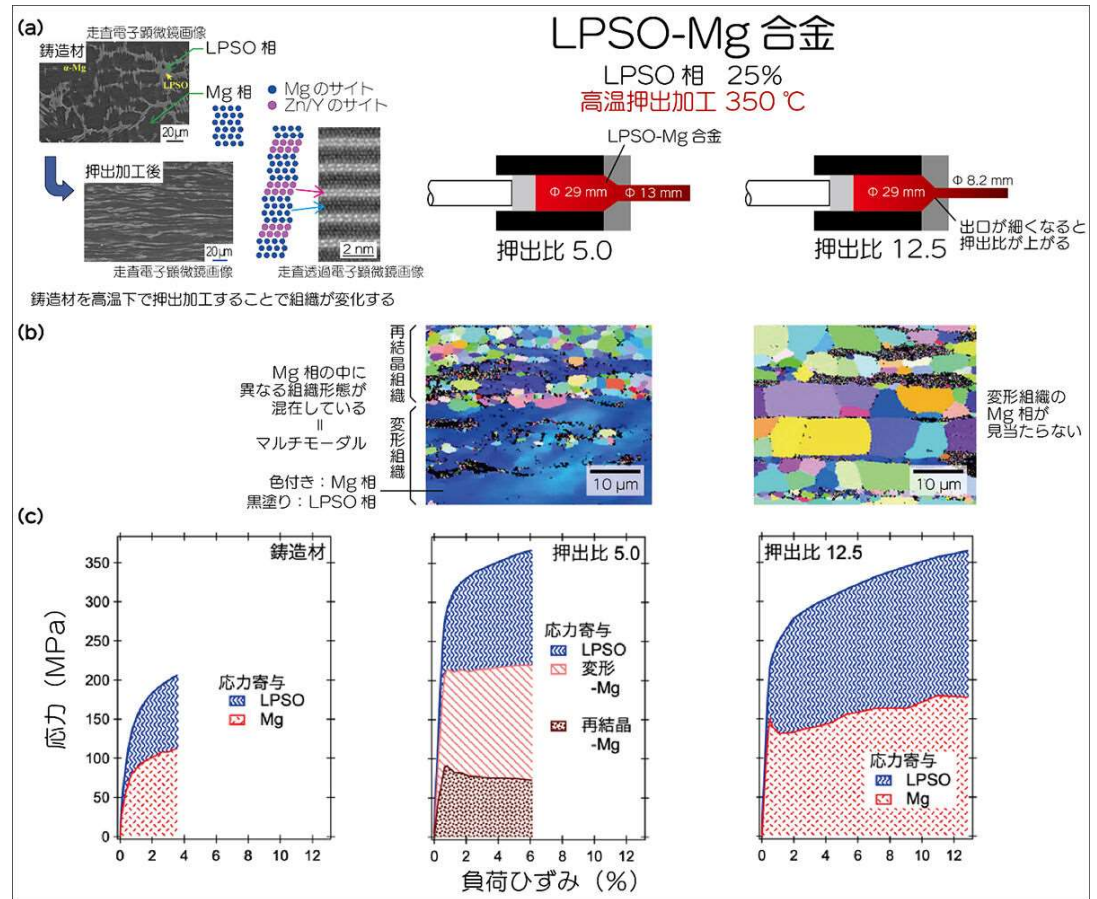 (a)
走査電子顕微鏡画像
鋳造材
α-Mg
LPSO
LPSO 相
Mg 相
20μm
Mg のサイト
Zn/Y のサイト
押出加工後
20μm
走査電子顕微鏡画像
2 nm
走査透過電子顕微鏡画像
鋳造材を高温下で押出加工することで組織が変化する
LPSO-Mg 合金
LPSO 相 25%
高温押出加工 350 ℃
LPSO-Mg 合金
Φ 29 mm
Φ 13 mm
押出比 5.0
Φ 29 mm
Φ 8.2 mm
出口が細くなると
押出比が上がる
押出比 12.5
(b)
Mg 相の中に
異なる組織形態が
混在している
=
マルチモーダル
色付き：Mg 相
黒塗り：LPSO 相
再結晶組織
変形組織
10 μm
10 μm
変形組織の
Mg 相が
見当たらない
(c)
応力（MPa）
350
300
250
200
150
100
50
0
鋳造材
応力寄与
LPSO
Mg
0 2 4 6 8 10 12
押出比 5.0
応力寄与
LPSO
変形
-Mg
再結晶
-Mg
0 2 4 6 8 10 12
押出比 12.5
応力寄与
LPSO
Mg
0 2 4 6 8 10 12
負荷ひずみ（%）